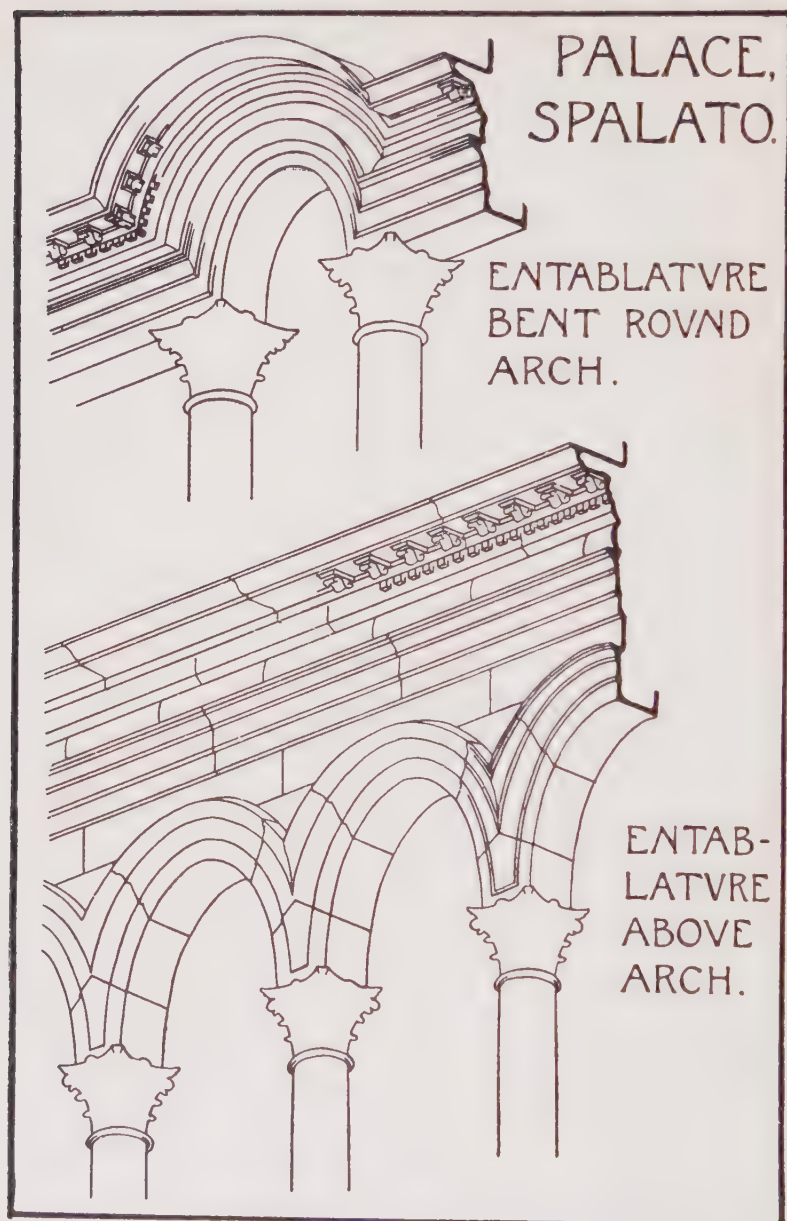 PALACE,
SPALATO.
ENTABLATVRE
BENT ROVND
ARCH.
ENTAB-
LATVRE
ABOVE
ARCH.